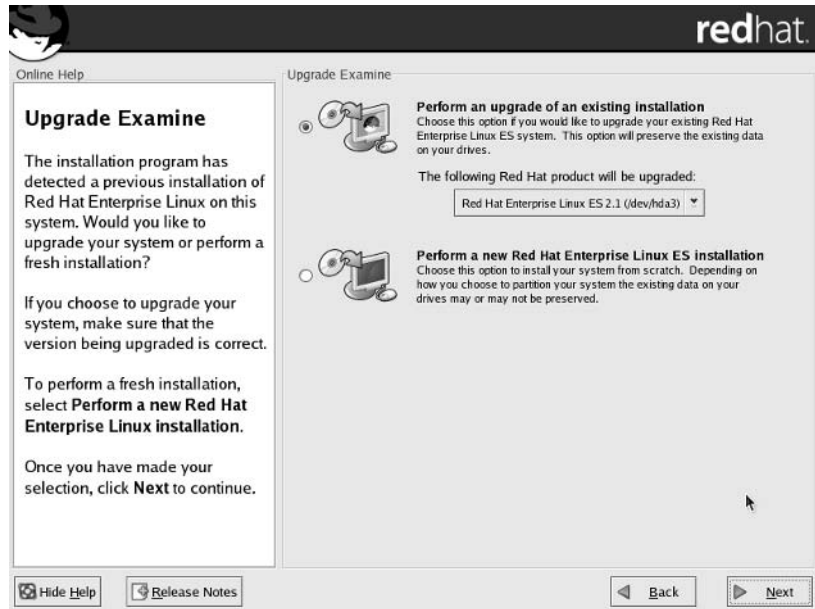 redhat.
Online Help
Upgrade Examine
The installation program has
detected a previous installation of
Red Hat Enterprise Linux on this
system. Would you like to
upgrade your system or perform a
fresh installation?
If you choose to upgrade your
system, make sure that the
version being upgraded is correct.
To perform a fresh installation,
select Perform a new Red Hat
Enterprise Linux installation.
Once you have made your
selection, click Next to continue.
Upgrade Examine
Perform an upgrade of an existing installation
Choose this option if you would like to upgrade your existing Red Hat
Enterprise Linux ES system. This option will preserve the existing data
on your drives.
The following Red Hat product will be upgraded:
Red Hat Enterprise Linux ES 2.1 (/dev/hda3)
Perform a new Red Hat Enterprise Linux ES installation
Choose this option to install your system from scratch. Depending on
how you choose to partition your system the existing data on your
drives may or may not be preserved.
Hide Help
Release Notes
Back
Next